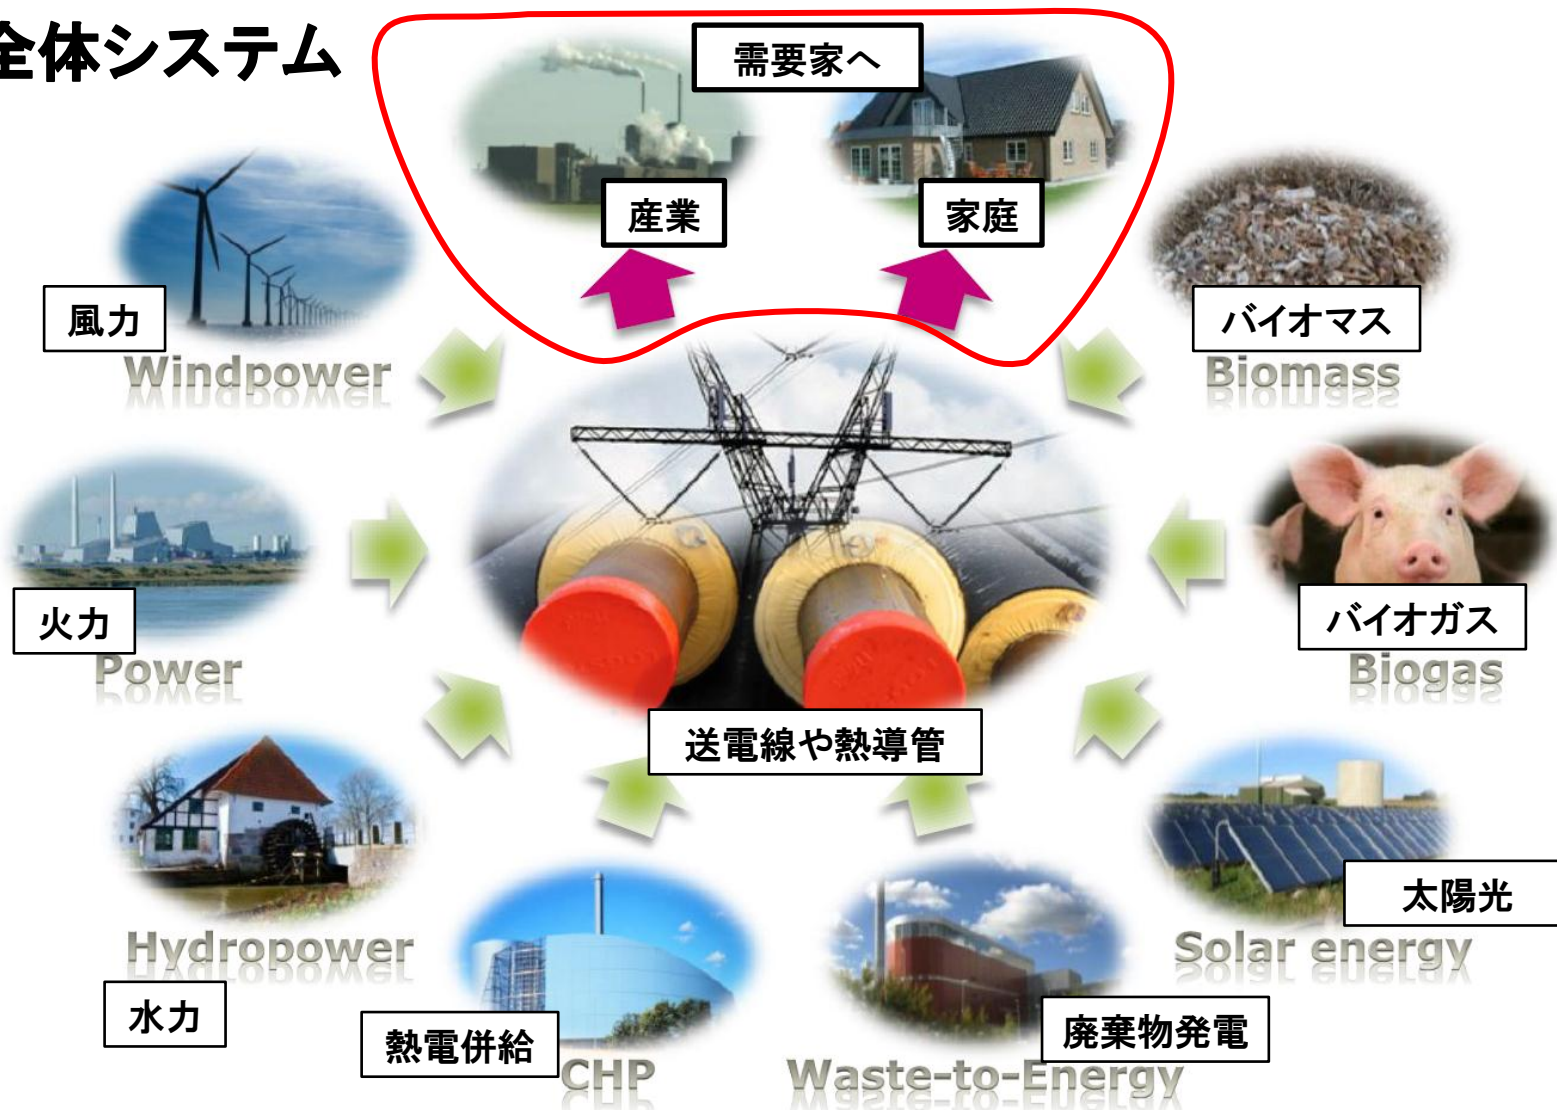 全体システム
需要家へ
産業
家庭
風力
Windpower
バイオマス
Biomass
火力
Power
バイオガス
Biogas
送電線や熱導管
Hydropower
水力
太陽光
Solar energy
熱電併給
CHP
廃棄物発電
Waste-to-Energy